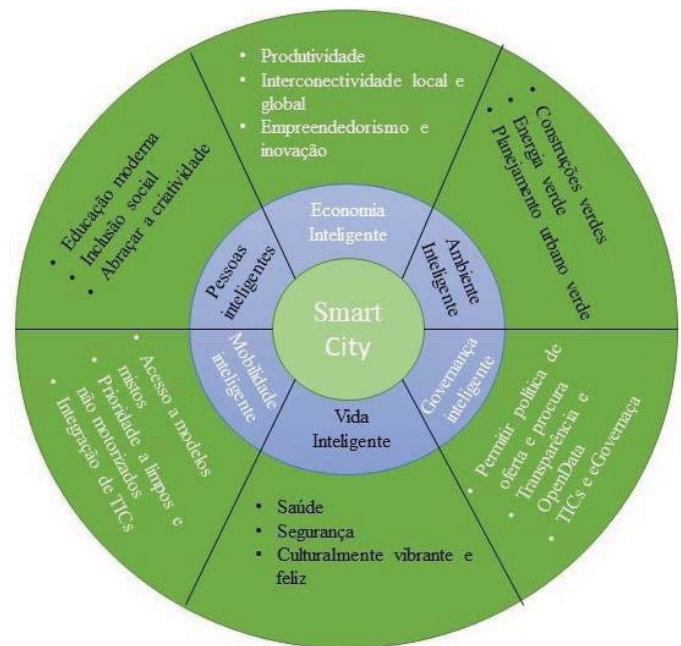 Smart
City
Economia
Inteligente
• Produtividade
• Interconectividade local e
global
• Empreendedorismo e
inovação
Ambiente
Inteligente
• Construções verdes
• Energia verde
• Planejamento urbano verde
Governança
inteligente
• Permitir política de
oferta e procura
• Transparência e
OpenData
• TICs e eGovernaça
Vida
Inteligente
• Saúde
• Segurança
• Culturalmente vibrante e
feliz
Mobilidade
inteligente
• Acesso a modelos
mistos
• Prioridade a limpos e
não motorizados
• Integração de TICs
Pessoas
inteligentes
• Educação moderna
• Inclusão social
• Abraçar a criatividade